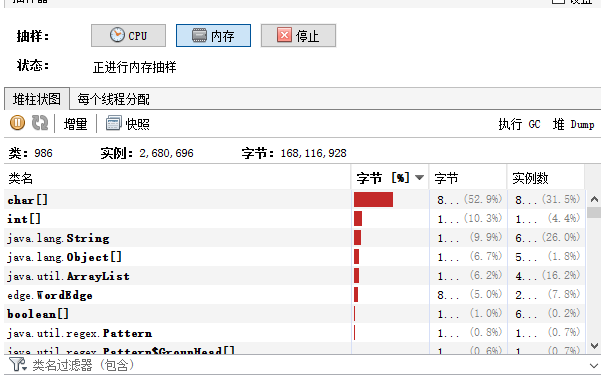 抽样： CPU 内存 停止
状态： 正进行内存抽样
堆柱状图 每个线程分配
增量 快照 执行 GC 堆 Dump
类：986 实例：2,680,696 字节：168,116,928
类名 字节 [%] 字节 实例数
char[] 8... (52.9%) 8... (31.5%)
int[] 1... (10.3%) 1... (4.4%)
java.lang.String 1... (9.9%) 6... (26.0%)
java.lang.Object[] 1... (6.7%) 5... (1.8%)
java.util.ArrayList 1... (6.2%) 4... (16.2%)
edge.WordEdge 8... (5.0%) 2... (7.8%)
boolean[] 1... (1.0%) 6... (0.2%)
java.util.regex.Pattern 1... (0.8%) 1... (0.7%)
java.util.regex.Pattern$GroupHead[] 1... (0.6%) 1... (0.7%)
类名过滤器 (包含)